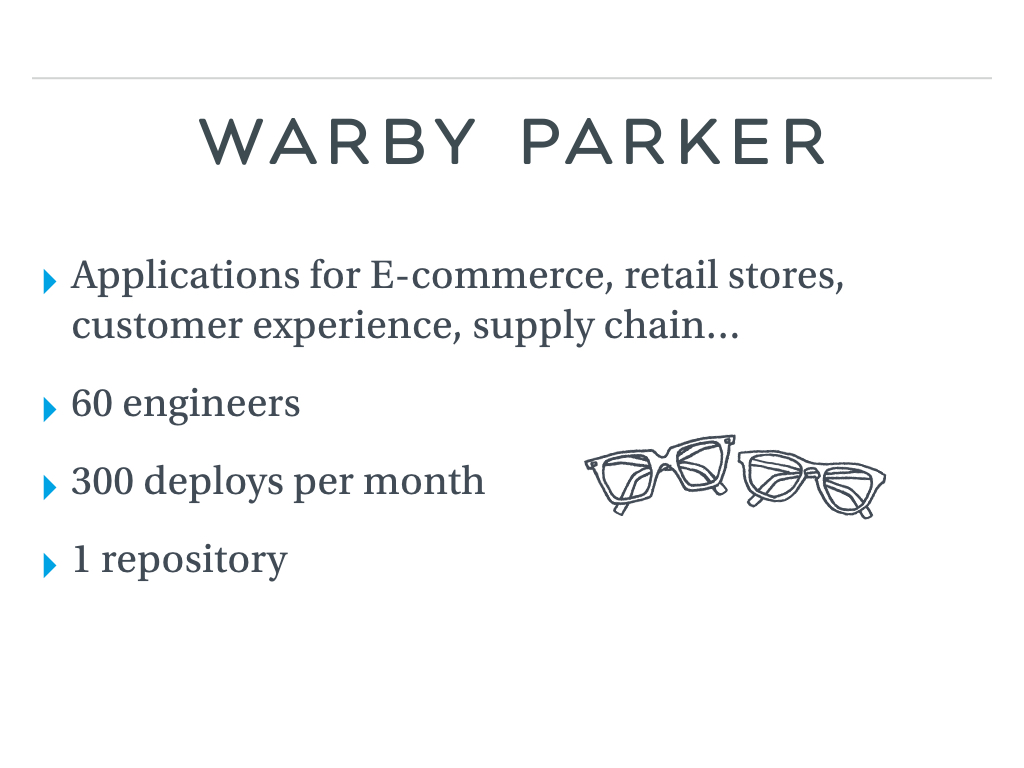 WARBY PARKER
Applications for E-commerce, retail stores,
customer experience, supply chain...
60 engineers
300 deploys per month
1 repository